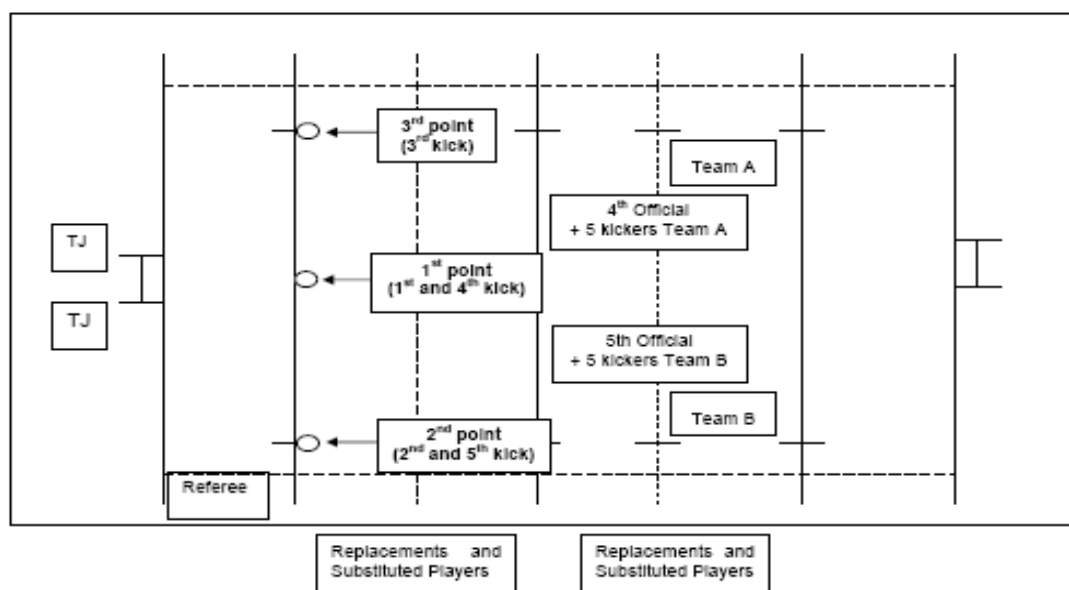 3rd point
(3rd kick)
Team A
4th Official
+ 5 kickers Team A
TJ
1st point
(1st and 4th kick)
TJ
5th Official
+ 5 kickers Team B
Team B
2nd point
(2nd and 5th kick)
Referee
Replacements and
Substituted Players
Replacements and
Substituted Players